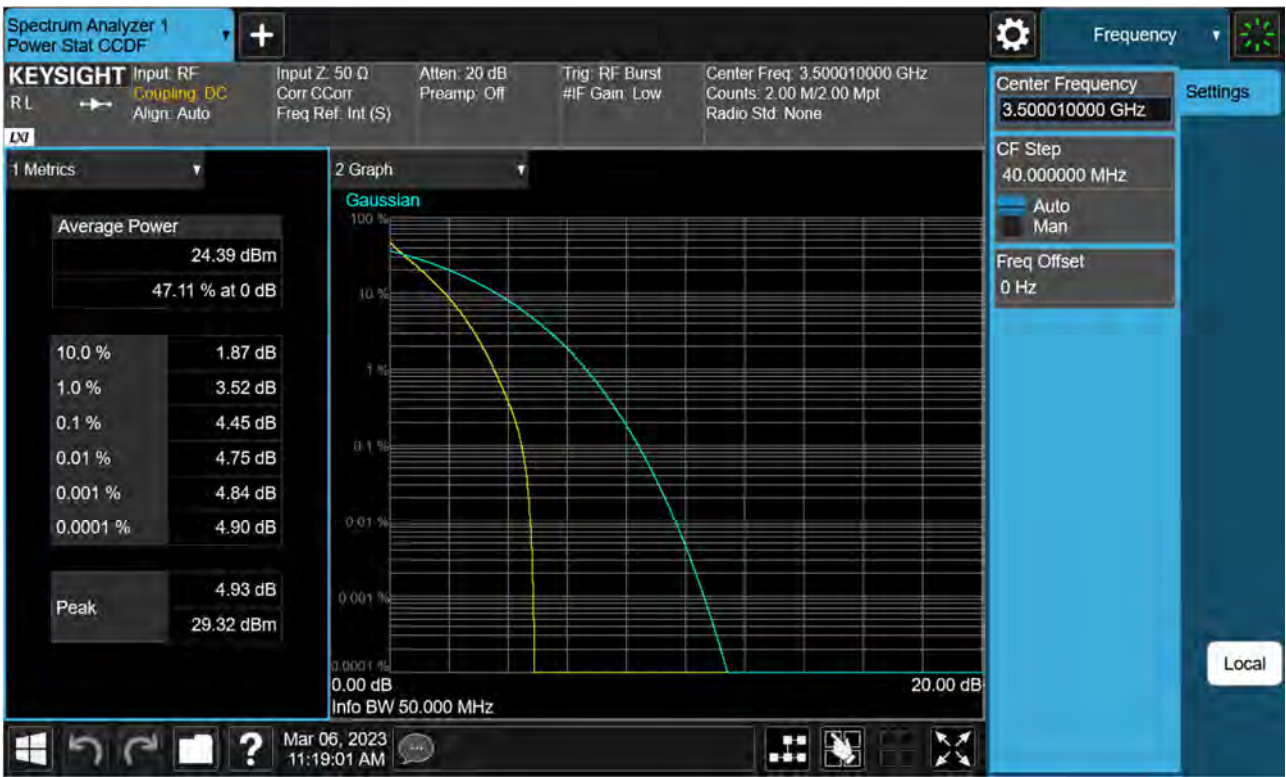 Spectrum Analyzer 1
Power Stat CCDF
+
Frequency
KEYSIGHT
R L
LXI
Input: RF
Coupling: DC
Align: Auto
Input Z: 50 Ω
Corr CCorr
Freq Ref: Int (S)
Atten: 20 dB
Preamp: Off
Trig: RF Burst
#IF Gain: Low
Center Freq: 3.500010000 GHz
Counts: 2.00 M/2.00 Mpt
Radio Std: None
Center Frequency
3.500010000 GHz
Settings
CF Step
40.000000 MHz
Auto
Man
Freq Offset
0 Hz
Local
1 Metrics
Average Power
24.39 dBm
47.11 % at 0 dB
10.0 % 1.87 dB
1.0 % 3.52 dB
0.1 % 4.45 dB
0.01 % 4.75 dB
0.001 % 4.84 dB
0.0001 % 4.90 dB
Peak
4.93 dB
29.32 dBm
2 Graph
Gaussian
100 %
10 %
1 %
0.1 %
0.01 %
0.001 %
0.0001 %
0.00 dB 20.00 dB
Info BW 50.000 MHz
?
Mar 06, 2023
11:19:01 AM